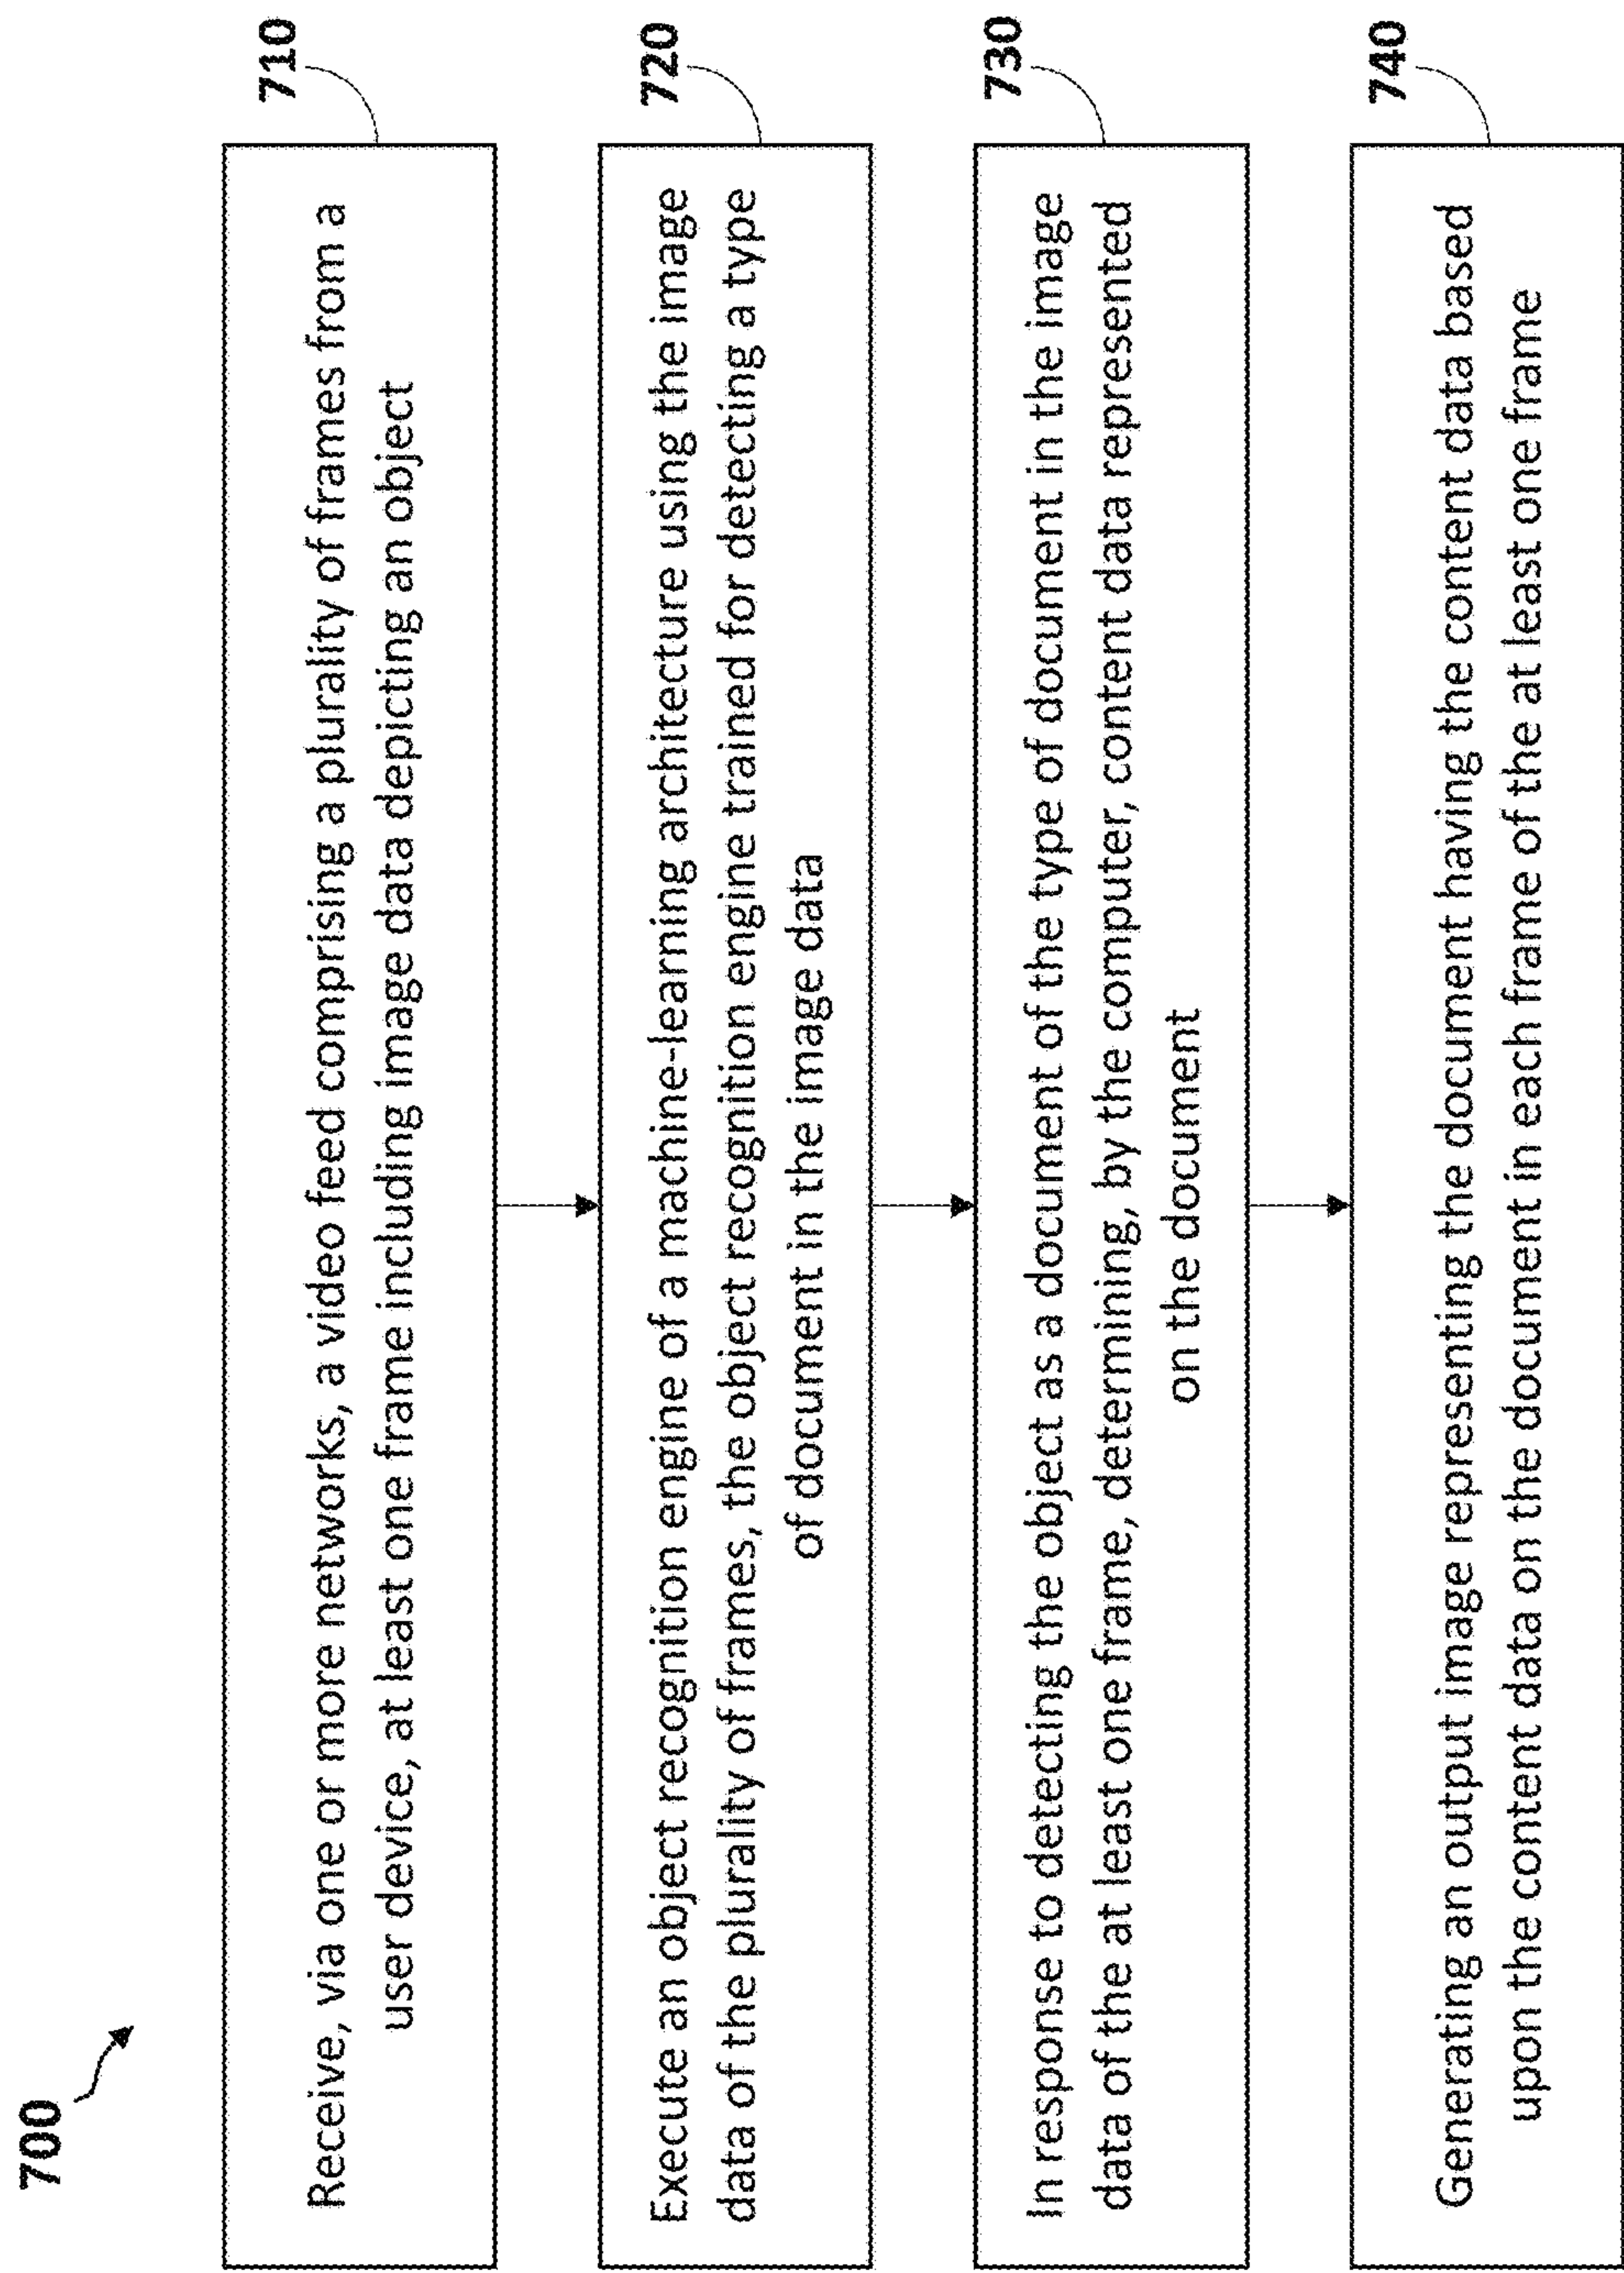 700
710
Receive, via one or more networks, a video feed comprising a plurality of frames from a
user device, at least one frame including image data depicting an object
720
Execute an object recognition engine of a machine-learning architecture using the image
data of the plurality of frames, the object recognition engine trained for detecting a type
of document in the image data
730
In response to detecting the object as a document of the type of document in the image
data of the at least one frame, determining, by the computer, content data represented
on the document
740
Generating an output image representing the document having the content data based
upon the content data on the document in each frame of the at least one frame